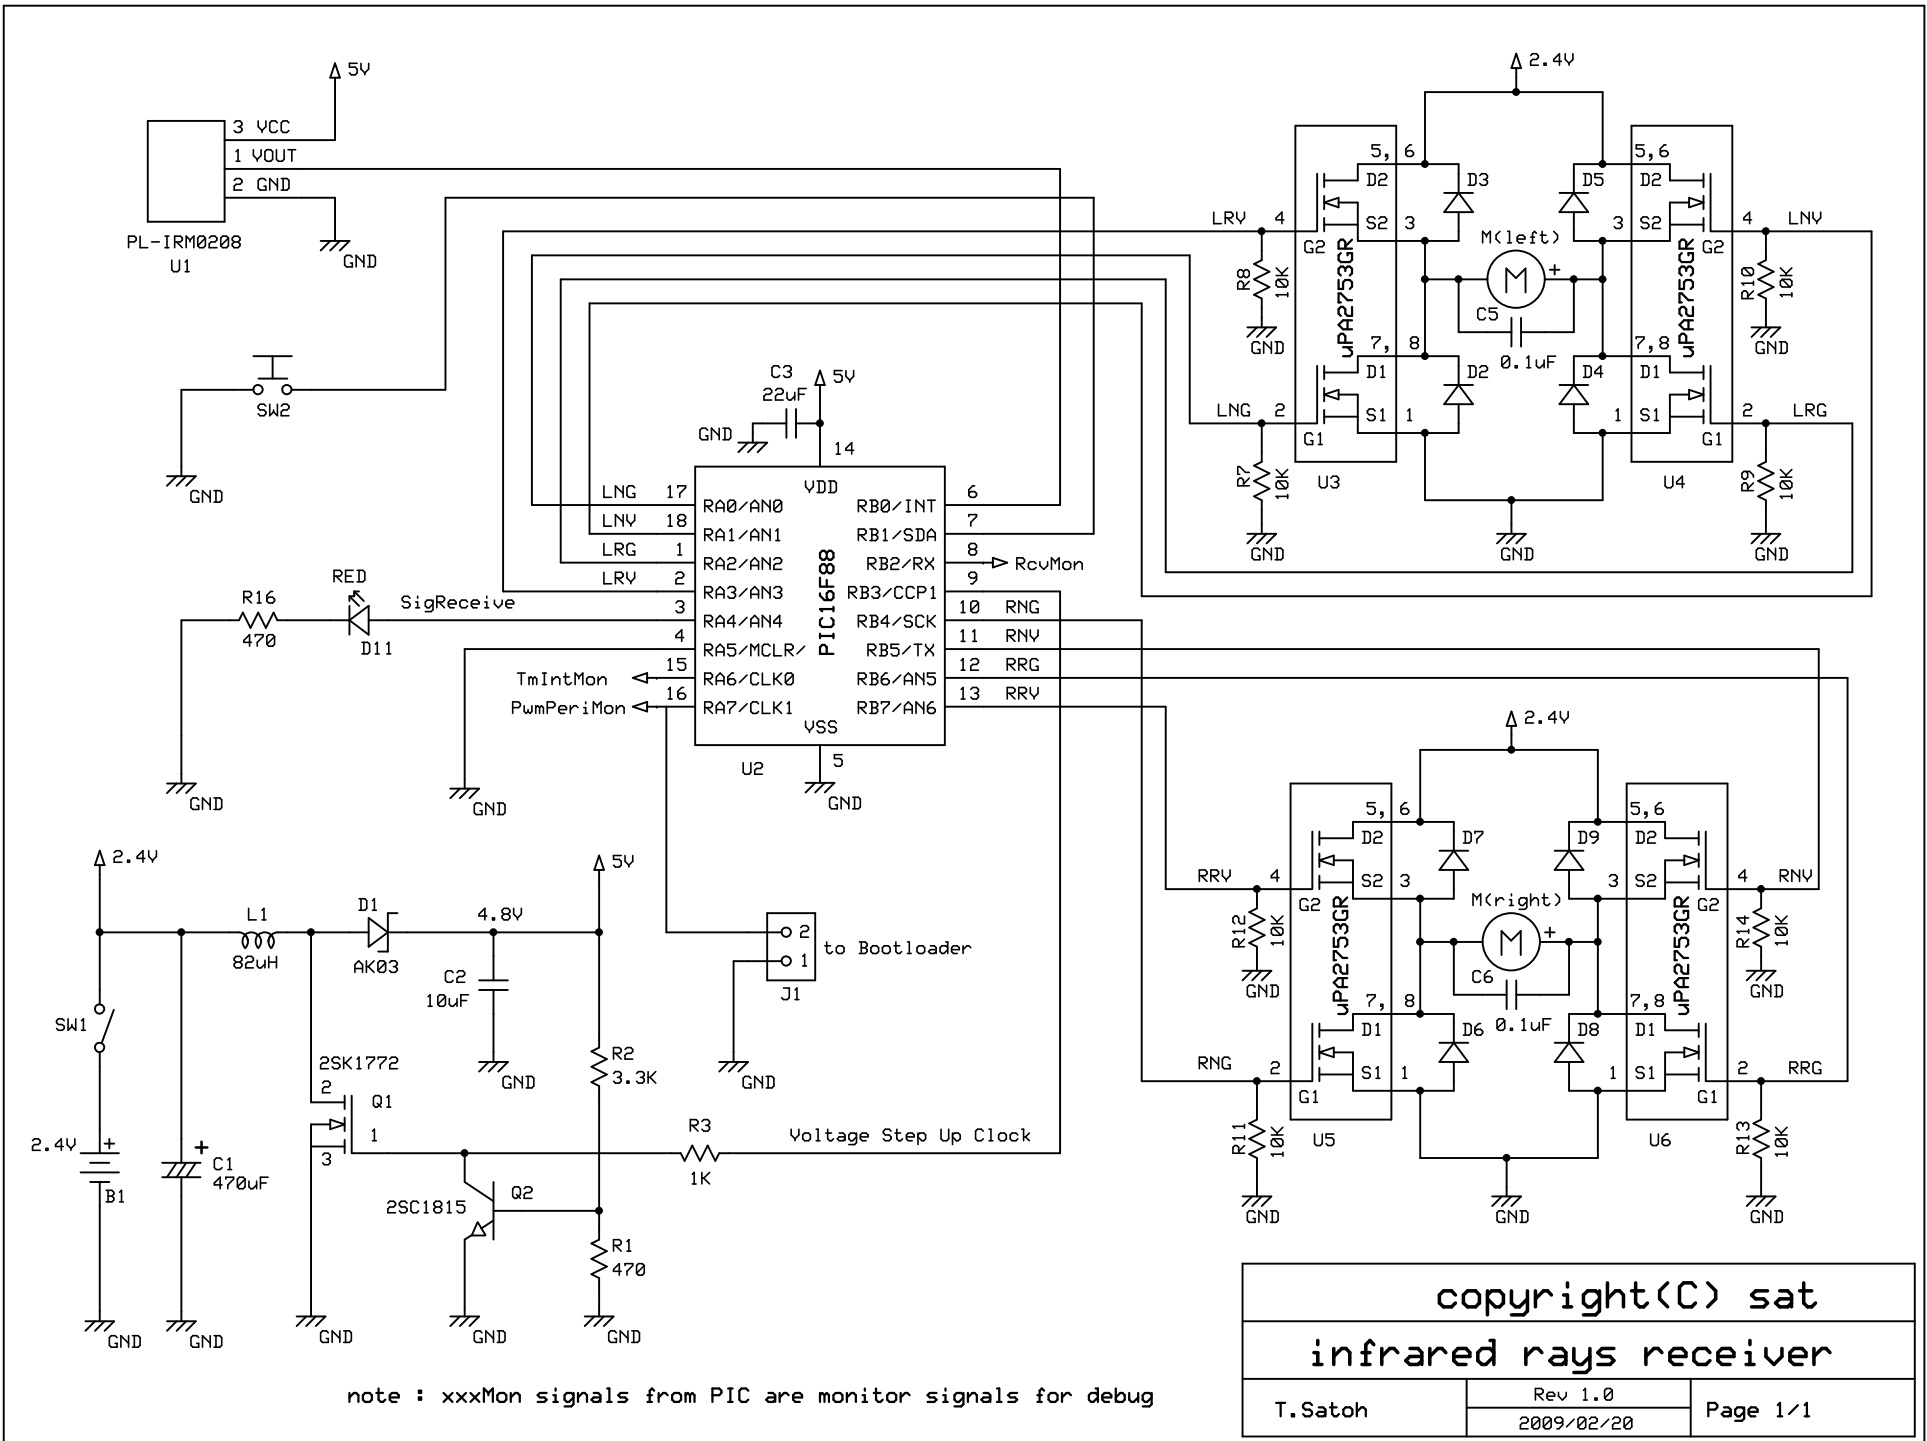 5V
2.4V
3 VCC
1 VOUT
2 GND
PL-IRM0208
U1
GND
SW2
GND
C3
22uF
5V
GND
14
VDD
LNG 17 RA0/AN0
LNV 18 RA1/AN1
LRG 1 RA2/AN2
LRV 2 RA3/AN3
SigReceive 3 RA4/AN4
4 RA5/MCLR/
TmIntMon 15 RA6/CLK0
PwmPeriMon 16 RA7/CLK1
PIC16F88
RB0/INT 6
RB1/SDA 7
RB2/RX 8 RcvMon
RB3/CCP1 9
RB4/SCK 10 RNG
RB5/TX 11 RNV
RB6/AN5 12 RRG
RB7/AN6 13 RRV
VSS
5
U2
GND
RED
D11
R16
470
GND
GND
LRV 4
G2
R8
10K
GND
LNG 2
G1
R7
10K
GND
5, 6
D2
S2 3
uPA2753GR
7, 8
D1
S1 1
U3
D3
D2
M(left)
M
+
C5
0.1uF
D5
D4
GND
5,6
3 D2
S2
uPA2753GR
7,8
D1
1 S1
U4
4 LNV
G2
R10
10K
GND
2 LRG
G1
R9
10K
GND
2.4V
RRV 4
G2
R12
10K
GND
RNG 2
G1
R11
10K
GND
5, 6
D2
S2 3
uPA2753GR
7, 8
D1
S1 1
U5
D7
D6
M(right)
M
+
C6
0.1uF
D9
D8
GND
5,6
D2
3 S2
uPA2753GR
7,8
D1
1 S1
U6
4 RNV
G2
R14
10K
GND
2 RRG
G1
R13
10K
GND
2.4V
L1
82uH
D1
AK03
4.8V
5V
C2
10uF
GND
SW1
2.4V
+
B1
GND
+
C1
470uF
GND
2SK1772
2
Q1
1
3
GND
2SC1815
Q2
GND
R2
3.3K
R1
470
GND
R3
1K
Voltage Step Up Clock
2
1
to Bootloader
J1
GND
note : xxxMon signals from PIC are monitor signals for debug
copyright(C) sat
infrared rays receiver
T.Satoh
Rev 1.0
2009/02/20
Page 1/1